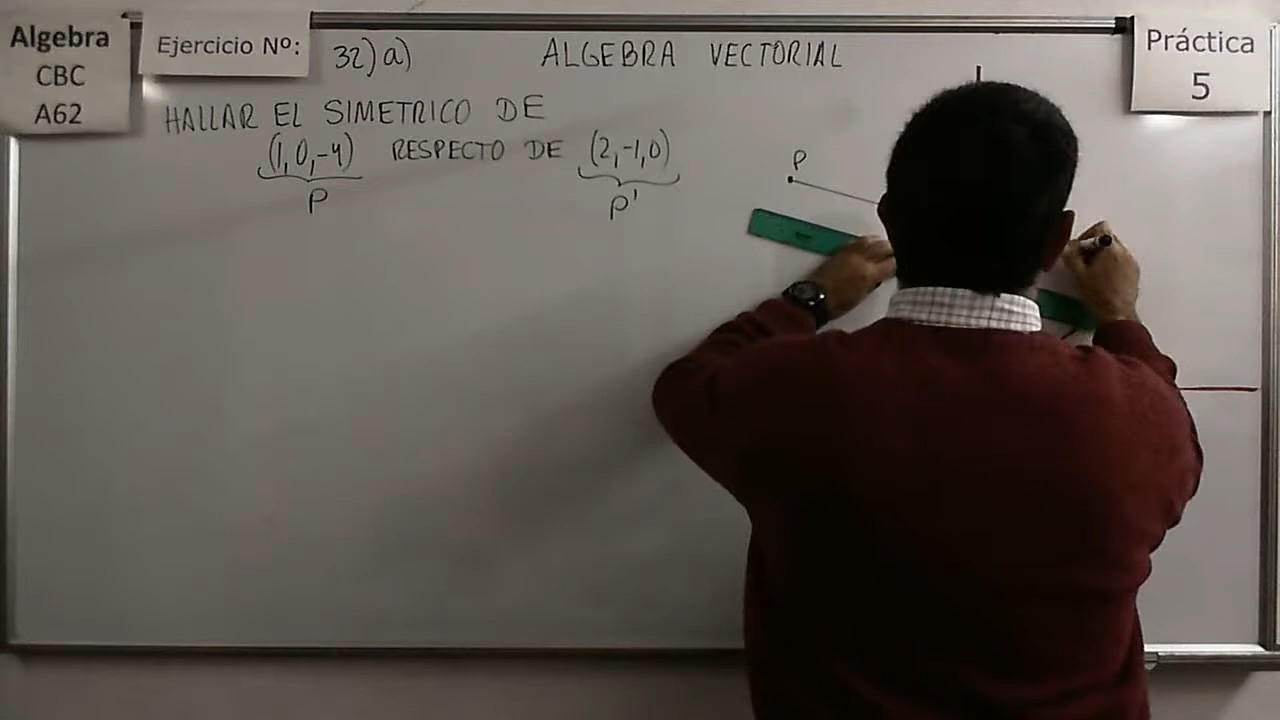 Algebra
CBC
A62
Ejercicio Nº:
32)a)
ALGEBRA VECTORIAL
Práctica
5
HALLAR EL SIMETRICO DE
(1,0,-4) RESPECTO DE (2,-1,0)
P
P'
P